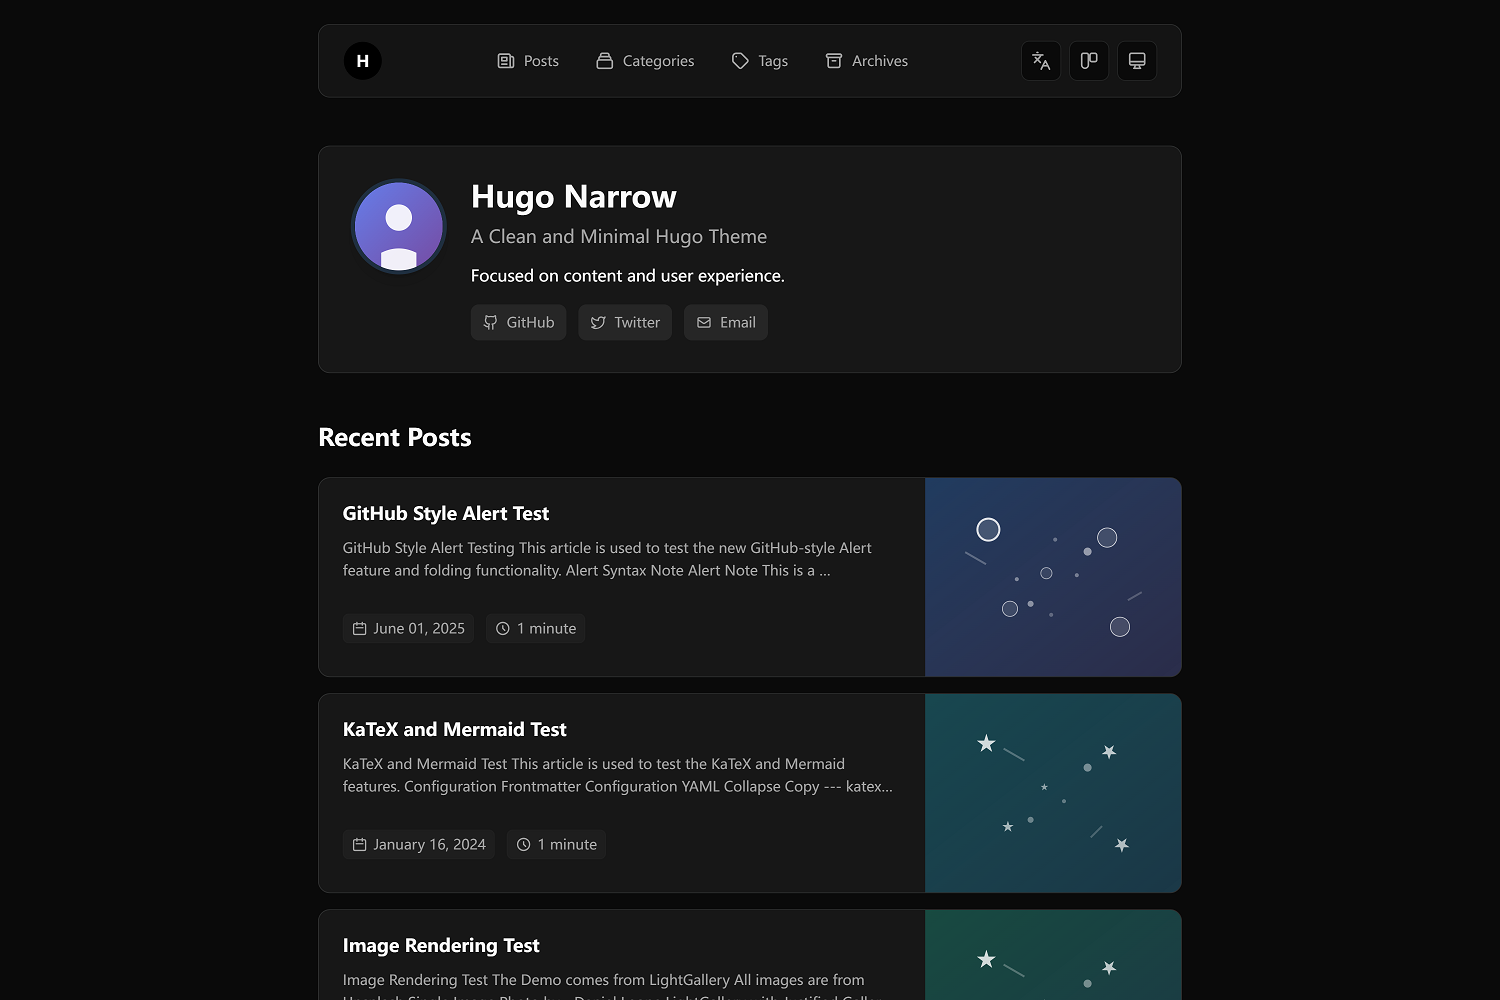 H
Posts
Categories
Tags
Archives
Hugo Narrow
A Clean and Minimal Hugo Theme
Focused on content and user experience.
GitHub
Twitter
Email
Recent Posts
GitHub Style Alert Test
GitHub Style Alert Testing This article is used to test the new GitHub-style Alert
feature and folding functionality. Alert Syntax Note Alert Note This is a ...
June 01, 2025
1 minute
KaTeX and Mermaid Test
KaTeX and Mermaid Test This article is used to test the KaTeX and Mermaid
features. Configuration Frontmatter Configuration YAML Collapse Copy --- katex...
January 16, 2024
1 minute
Image Rendering Test
Image Rendering Test The Demo comes from LightGallery All images are from